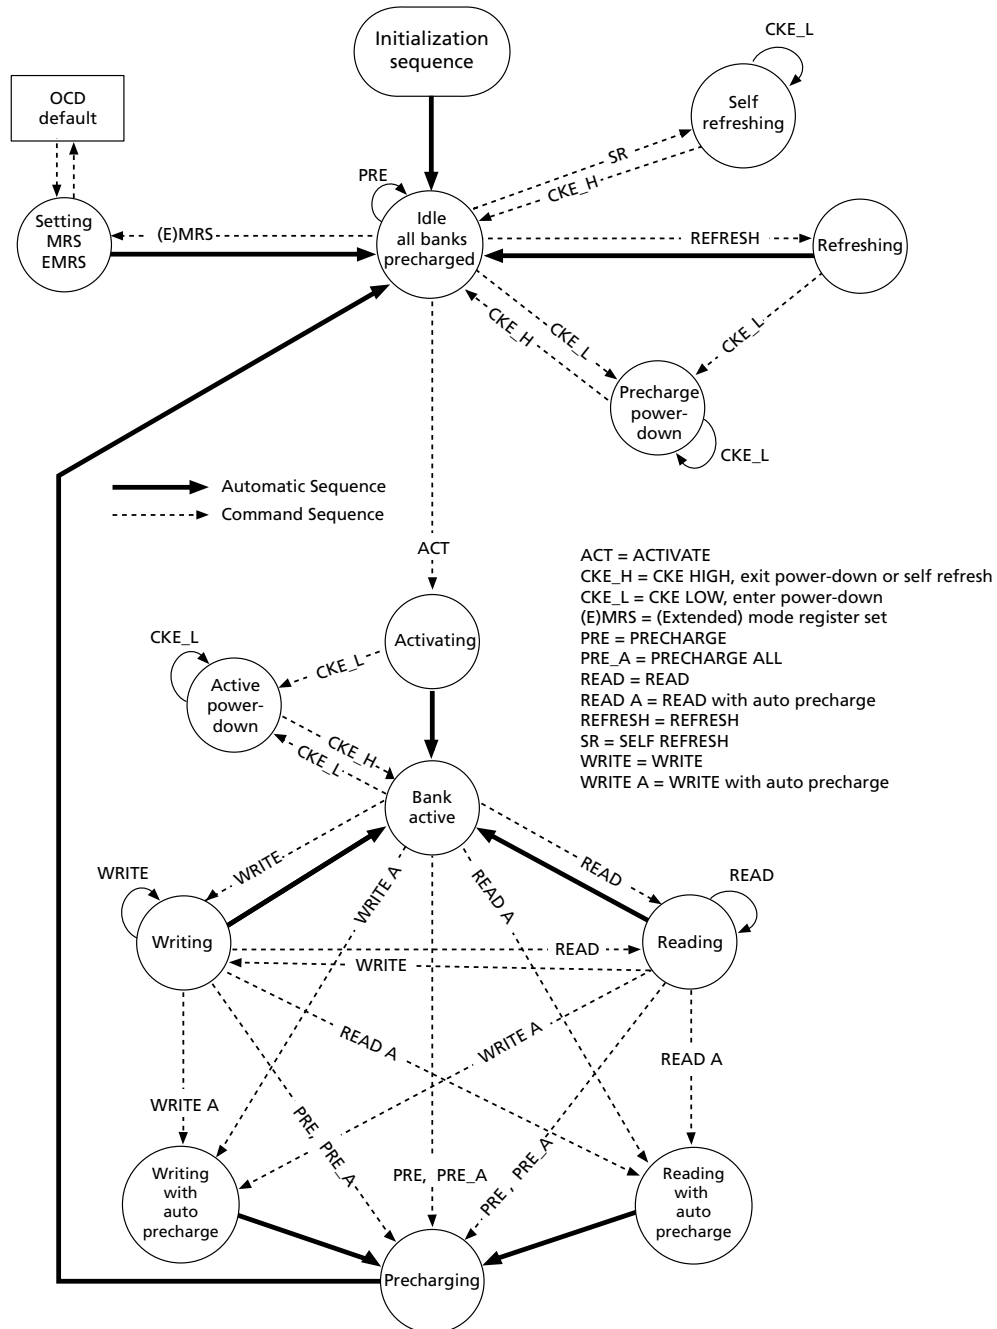 Initialization
sequence
CKE_L
OCD
default
Self
refreshing
SR
CKE_H
PRE
Setting
MRS
EMRS
(E)MRS
Idle
all banks
precharged
REFRESH
Refreshing
CKE_H
CKE_L
CKE_L
Precharge
power-
down
CKE_L
Automatic Sequence
Command Sequence
ACT
ACT = ACTIVATE
CKE_H = CKE HIGH, exit power-down or self refresh
CKE_L = CKE LOW, enter power-down
(E)MRS = (Extended) mode register set
PRE = PRECHARGE
PRE_A = PRECHARGE ALL
READ = READ
READ A = READ with auto precharge
REFRESH = REFRESH
SR = SELF REFRESH
WRITE = WRITE
WRITE A = WRITE with auto precharge
CKE_L
Activating
CKE_L
Active
power-
down
CKE_H
CKE_L
Bank
active
WRITE
WRITE
WRITE A
READ A
READ
READ
Writing
READ
WRITE
Reading
READ A
WRITE A
READ A
WRITE A
PRE, PRE_A
PRE, PRE_A
PRE , PRE_A
Writing
with
auto
precharge
Reading
with
auto
precharge
Precharging